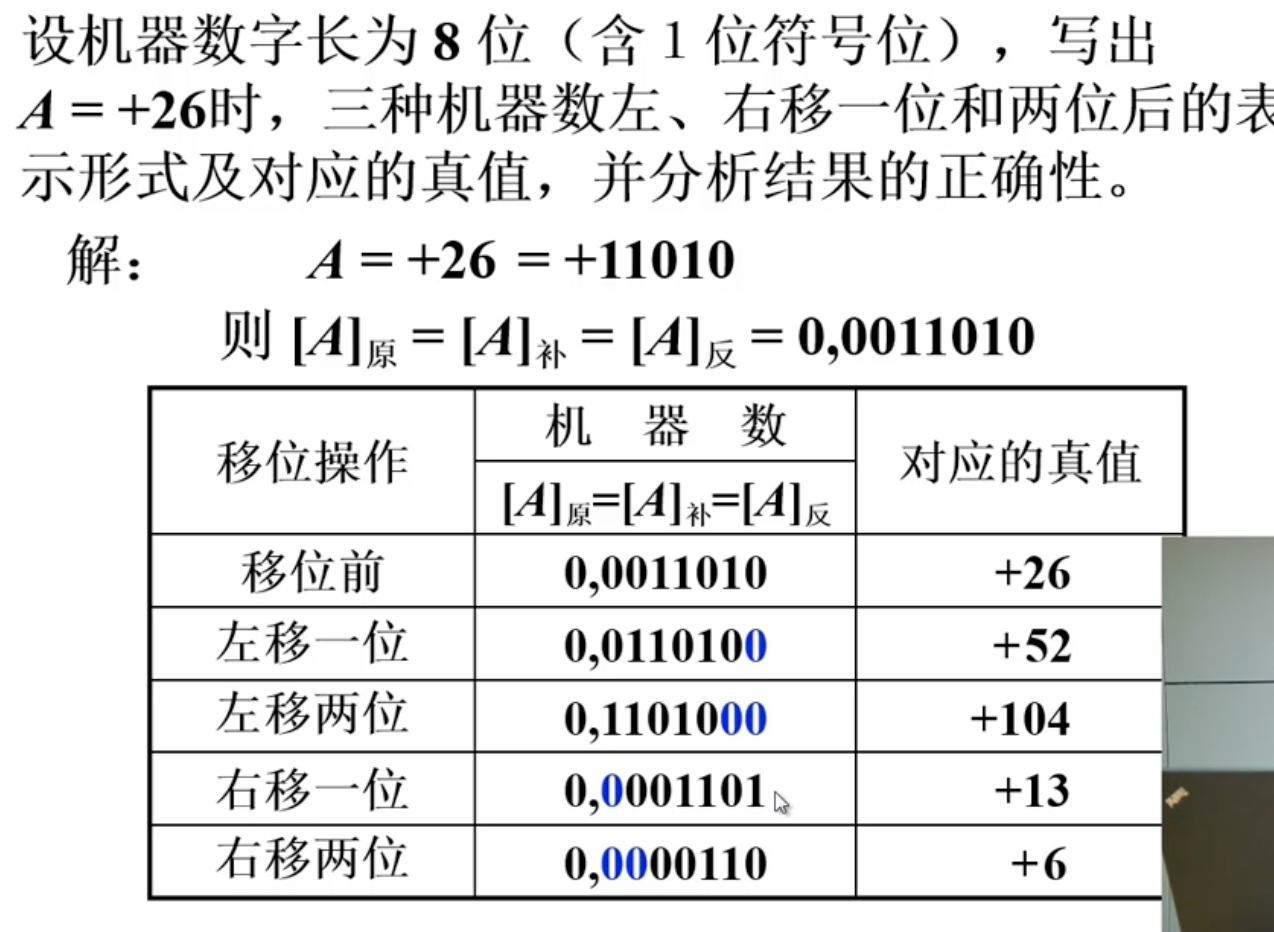 设机器数字长为 8 位（含 1 位符号位），写出
A = +26时，三种机器数左、右移一位和两位后的表
示形式及对应的真值，并分析结果的正确性。
解： A = +26 = +11010
则 [A]原 = [A]补 = [A]反 = 0,0011010
移位操作 机 器 数 对应的真值
[A]原=[A]补=[A]反
移位前 0,0011010 +26
左移一位 0,0110100 +52
左移两位 0,1101000 +104
右移一位 0,0001101 +13
右移两位 0,0000110 +6